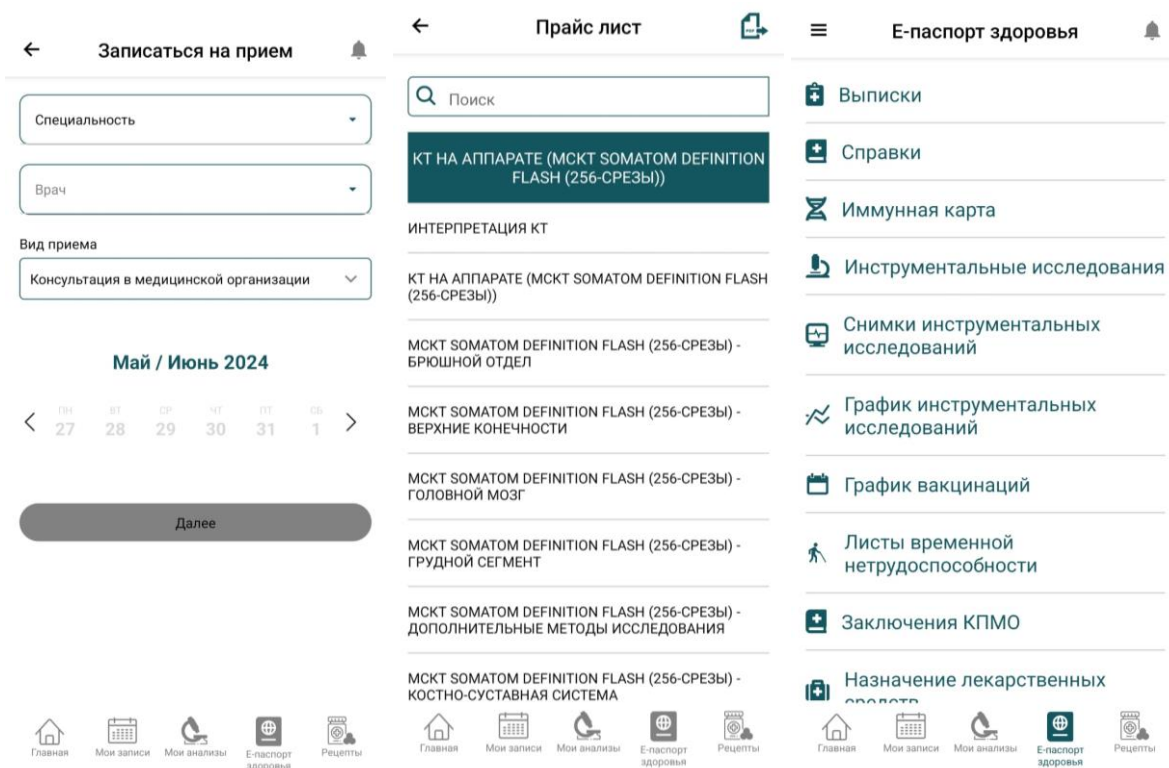 Записаться на прием
Специальность
Врач
Вид приема
Консультация в медицинской организации
Май / Июнь 2024
ПН ВТ СР ЧТ ПТ СБ
27 28 29 30 31 1
Далее
Главная Мои записи Мои анализы Е-паспорт здоровья Рецепты
Прайс лист
PDF
Поиск
КТ НА АППАРАТЕ (МСКТ SOMATOM DEFINITION
FLASH (256-СРЕЗЫ))
ИНТЕРПРЕТАЦИЯ КТ
КТ НА АППАРАТЕ (МСКТ SOMATOM DEFINITION FLASH
(256-СРЕЗЫ))
МСКТ SOMATOM DEFINITION FLASH (256-СРЕЗЫ) -
БРЮШНОЙ ОТДЕЛ
МСКТ SOMATOM DEFINITION FLASH (256-СРЕЗЫ) -
ВЕРХНИЕ КОНЕЧНОСТИ
МСКТ SOMATOM DEFINITION FLASH (256-СРЕЗЫ) -
ГОЛОВНОЙ МОЗГ
МСКТ SOMATOM DEFINITION FLASH (256-СРЕЗЫ) -
ГРУДНОЙ СЕГМЕНТ
МСКТ SOMATOM DEFINITION FLASH (256-СРЕЗЫ) -
ДОПОЛНИТЕЛЬНЫЕ МЕТОДЫ ИССЛЕДОВАНИЯ
МСКТ SOMATOM DEFINITION FLASH (256-СРЕЗЫ) -
КОСТНО-СУСТАВНАЯ СИСТЕМА
Главная Мои записи Мои анализы Е-паспорт здоровья Рецепты
Е-паспорт здоровья
Выписки
Справки
Иммунная карта
Инструментальные исследования
Снимки инструментальных
исследований
График инструментальных
исследований
График вакцинаций
Листы временной
нетрудоспособности
Заключения КПМО
Назначение лекарственных
средств
Главная Мои записи Мои анализы Е-паспорт здоровья Рецепты